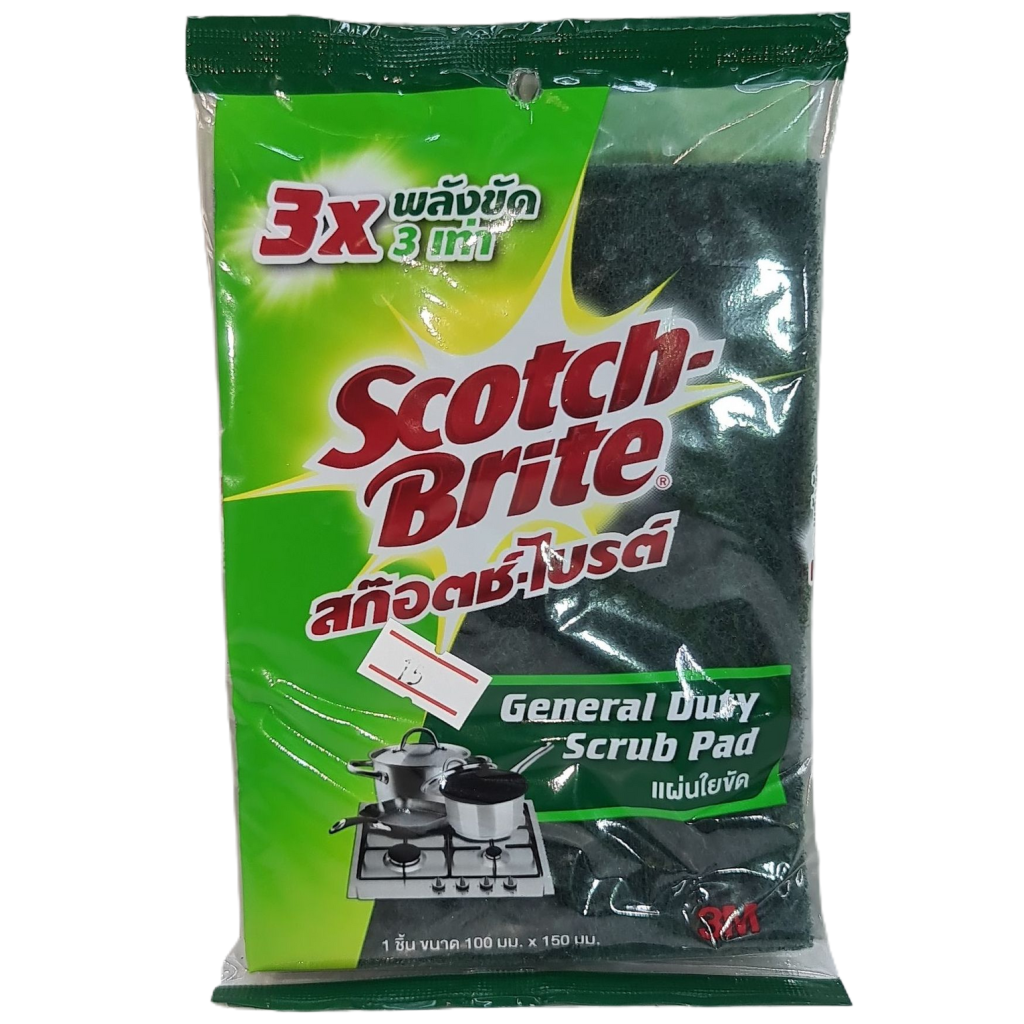 3x พลังขัด
3 เท่า
Scotch-
Brite®
สก๊อตช์-ไบรต์
General Duty
Scrub Pad
แผ่นใยขัด
3M
1 ชิ้น ขนาด 100 มม. x 150 มม.